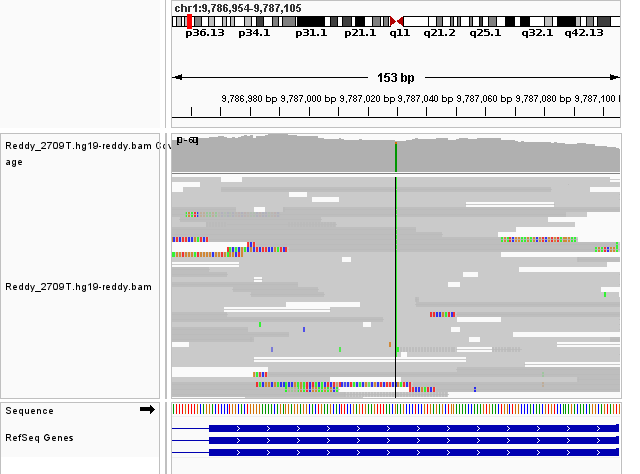 chr1:9,786,954-9,787,105
p36.13 p34.1 p31.1 p21.1 q11 q21.2 q25.1 q32.1 q42.13
153 bp
9,786,980 bp 9,787,000 bp 9,787,020 bp 9,787,040 bp 9,787,060 bp 9,787,080 bp 9,787,100 
Reddy_2709T.hg19-reddy.bam Cov
age
Reddy_2709T.hg19-reddy.bam
Sequence
RefSeq Genes